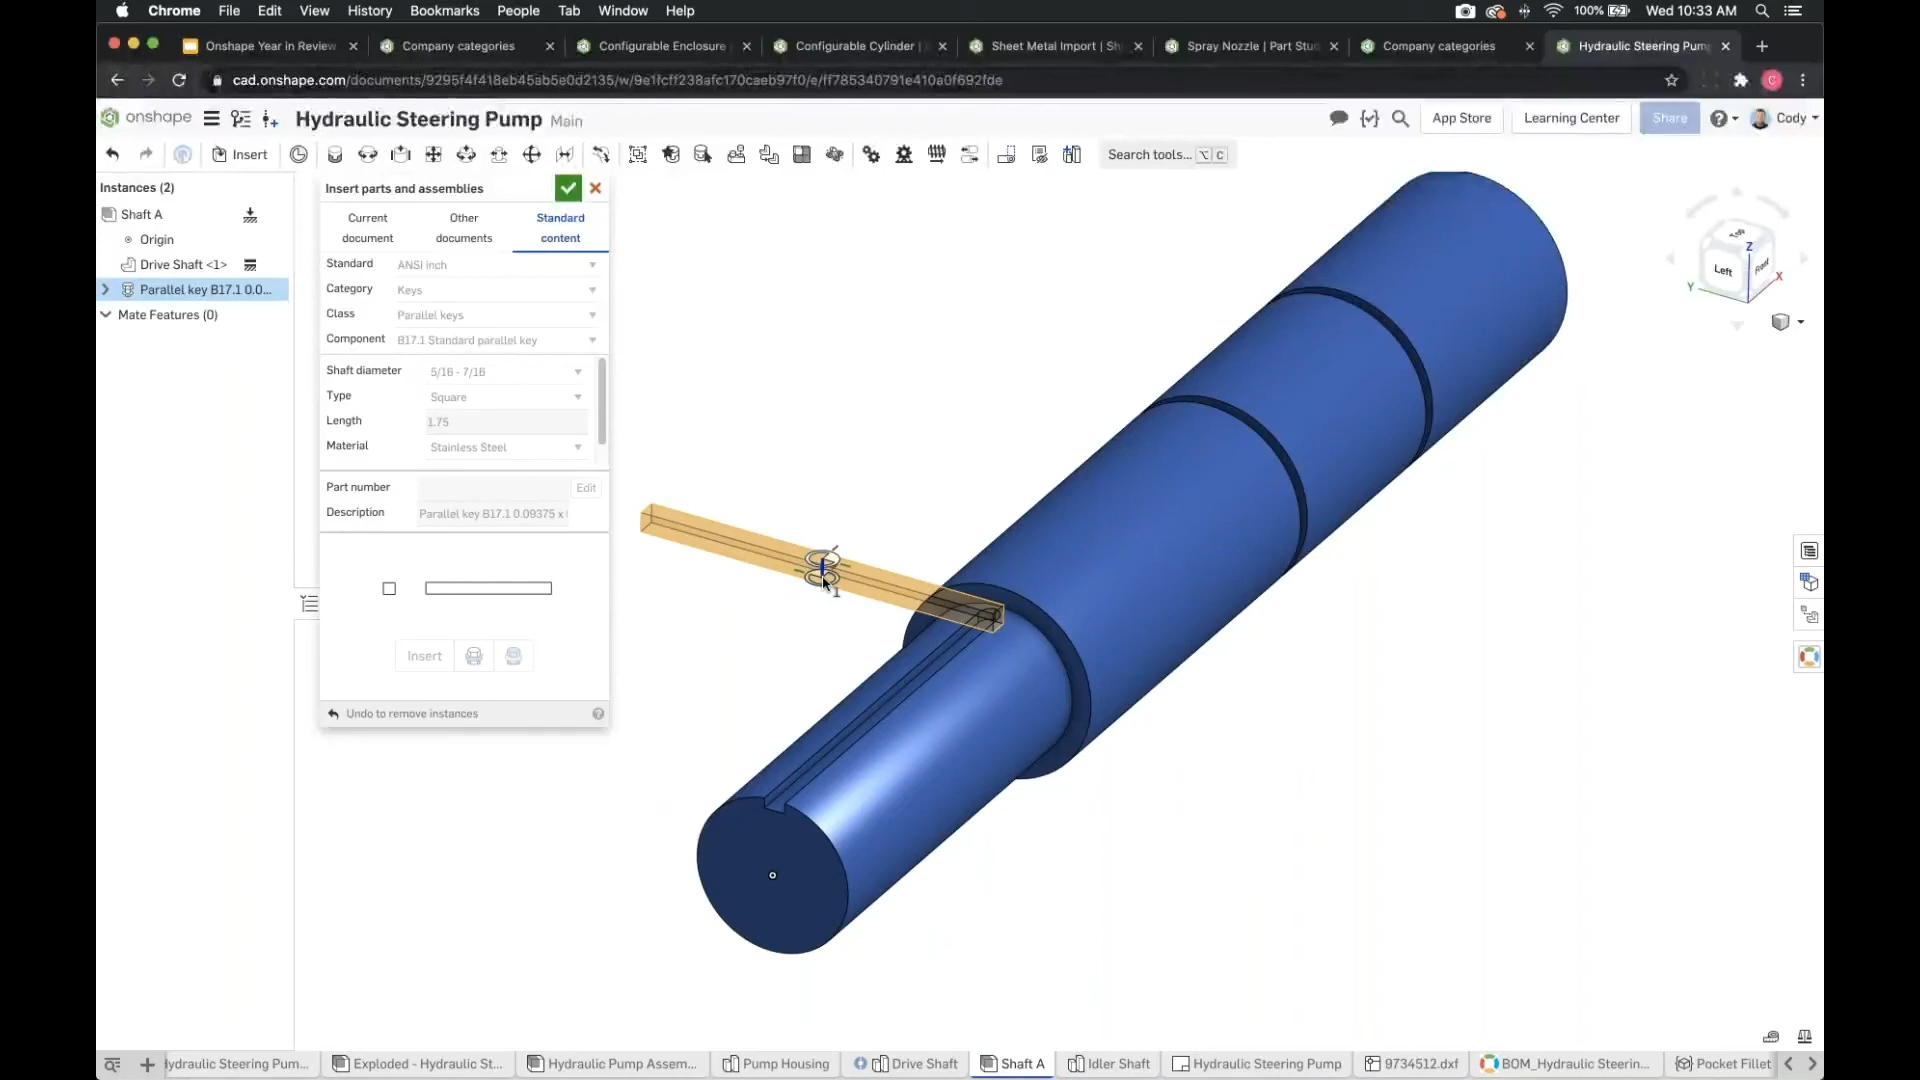 Chrome File Edit View History Bookmarks People Tab Window Help 100% Wed 10:33 AM
Onshape Year in Review Company categories Configurable Enclosure Configurable Cylinder | Sheet Metal Import | Sh Spray Nozzle | Part Stud Company categories Hydraulic Steering Pum
cad.onshape.com/documents/9295f4f418eb45ab5e0d2135/w/9e1fcff238afc170caeb97f0/e/ff785340791e410a0f692fde
onshape Hydraulic Steering Pump Main App Store Learning Center Share Cody
Insert Search tools... ⌥ C
Instances (2)
Shaft A
Origin
Drive Shaft <1>
Parallel key B17.1 0.0...
Mate Features (0)
Insert parts and assemblies
Current document
Other documents
Standard content
Standard ANSI inch
Category Keys
Class Parallel keys
Component B17.1 Standard parallel key
Shaft diameter 5/16 - 7/16
Type Square
Length 1.75
Material Stainless Steel
Part number Edit
Description Parallel key B17.1 0.09375 x
Insert
Undo to remove instances
1
Top
Left
Front
Z
X
Y
Hydraulic Steering Pum... Exploded - Hydraulic St... Hydraulic Pump Assem... Pump Housing Drive Shaft Shaft A Idler Shaft Hydraulic Steering Pump 9734512.dxf BOM_Hydraulic Steerin... Pocket Fillet